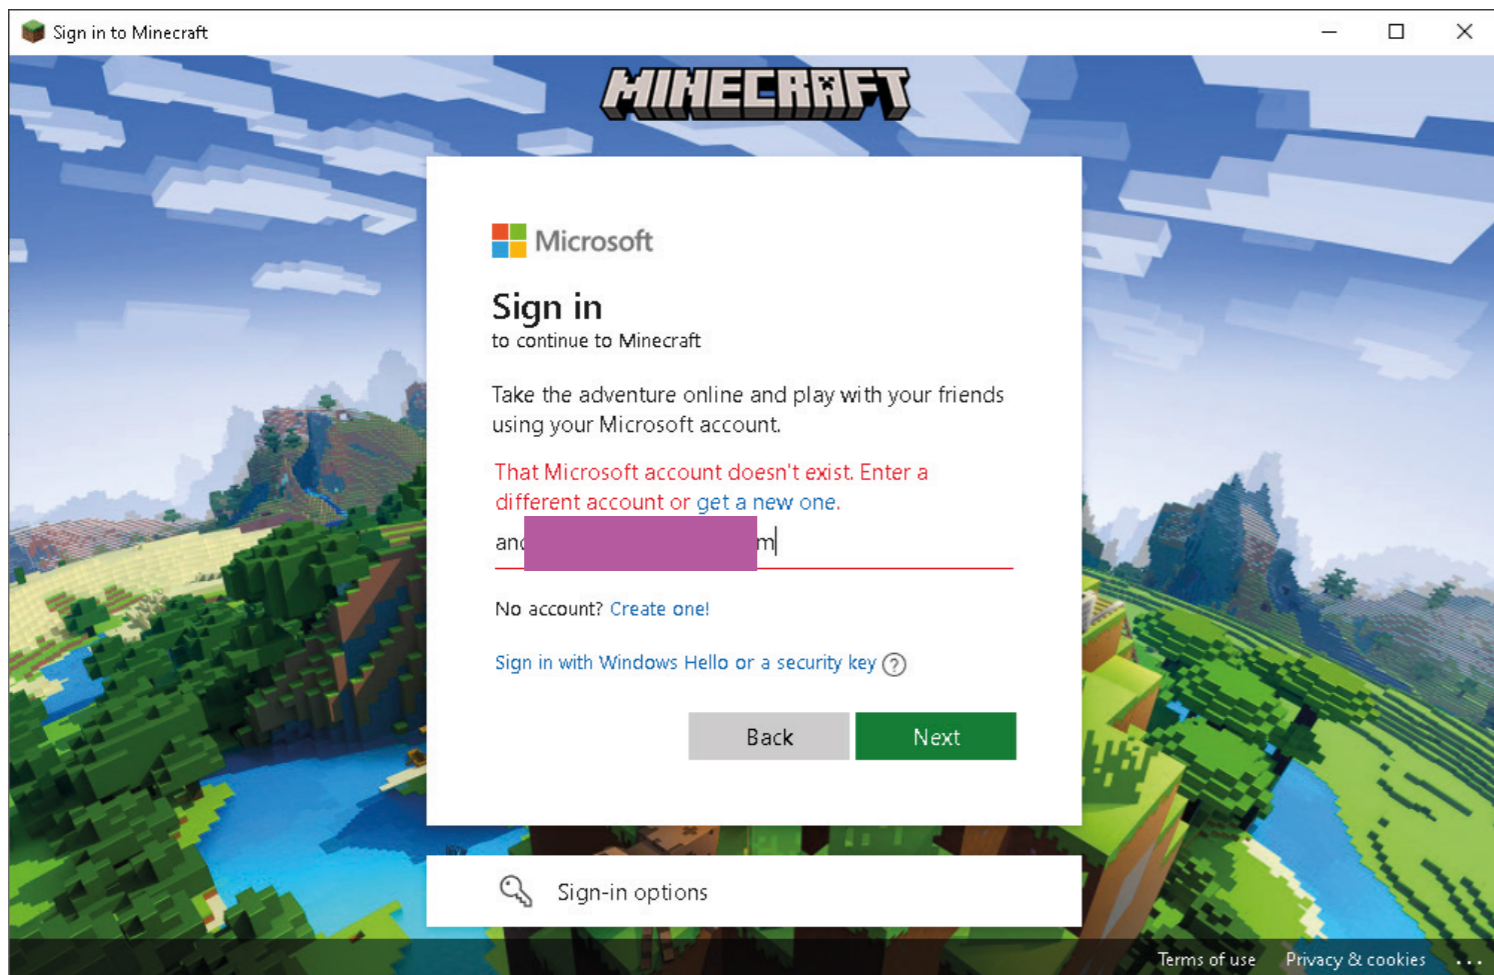 Sign in to Minecraft
MINECRAFT
Microsoft
Sign in
to continue to Minecraft
Take the adventure online and play with your friends
using your Microsoft account.
That Microsoft account doesn't exist. Enter a
different account or get a new one.
No account? Create one!
Sign in with Windows Hello or a security key ?
Back
Next
Sign-in options
Terms of use
Privacy & cookies
...